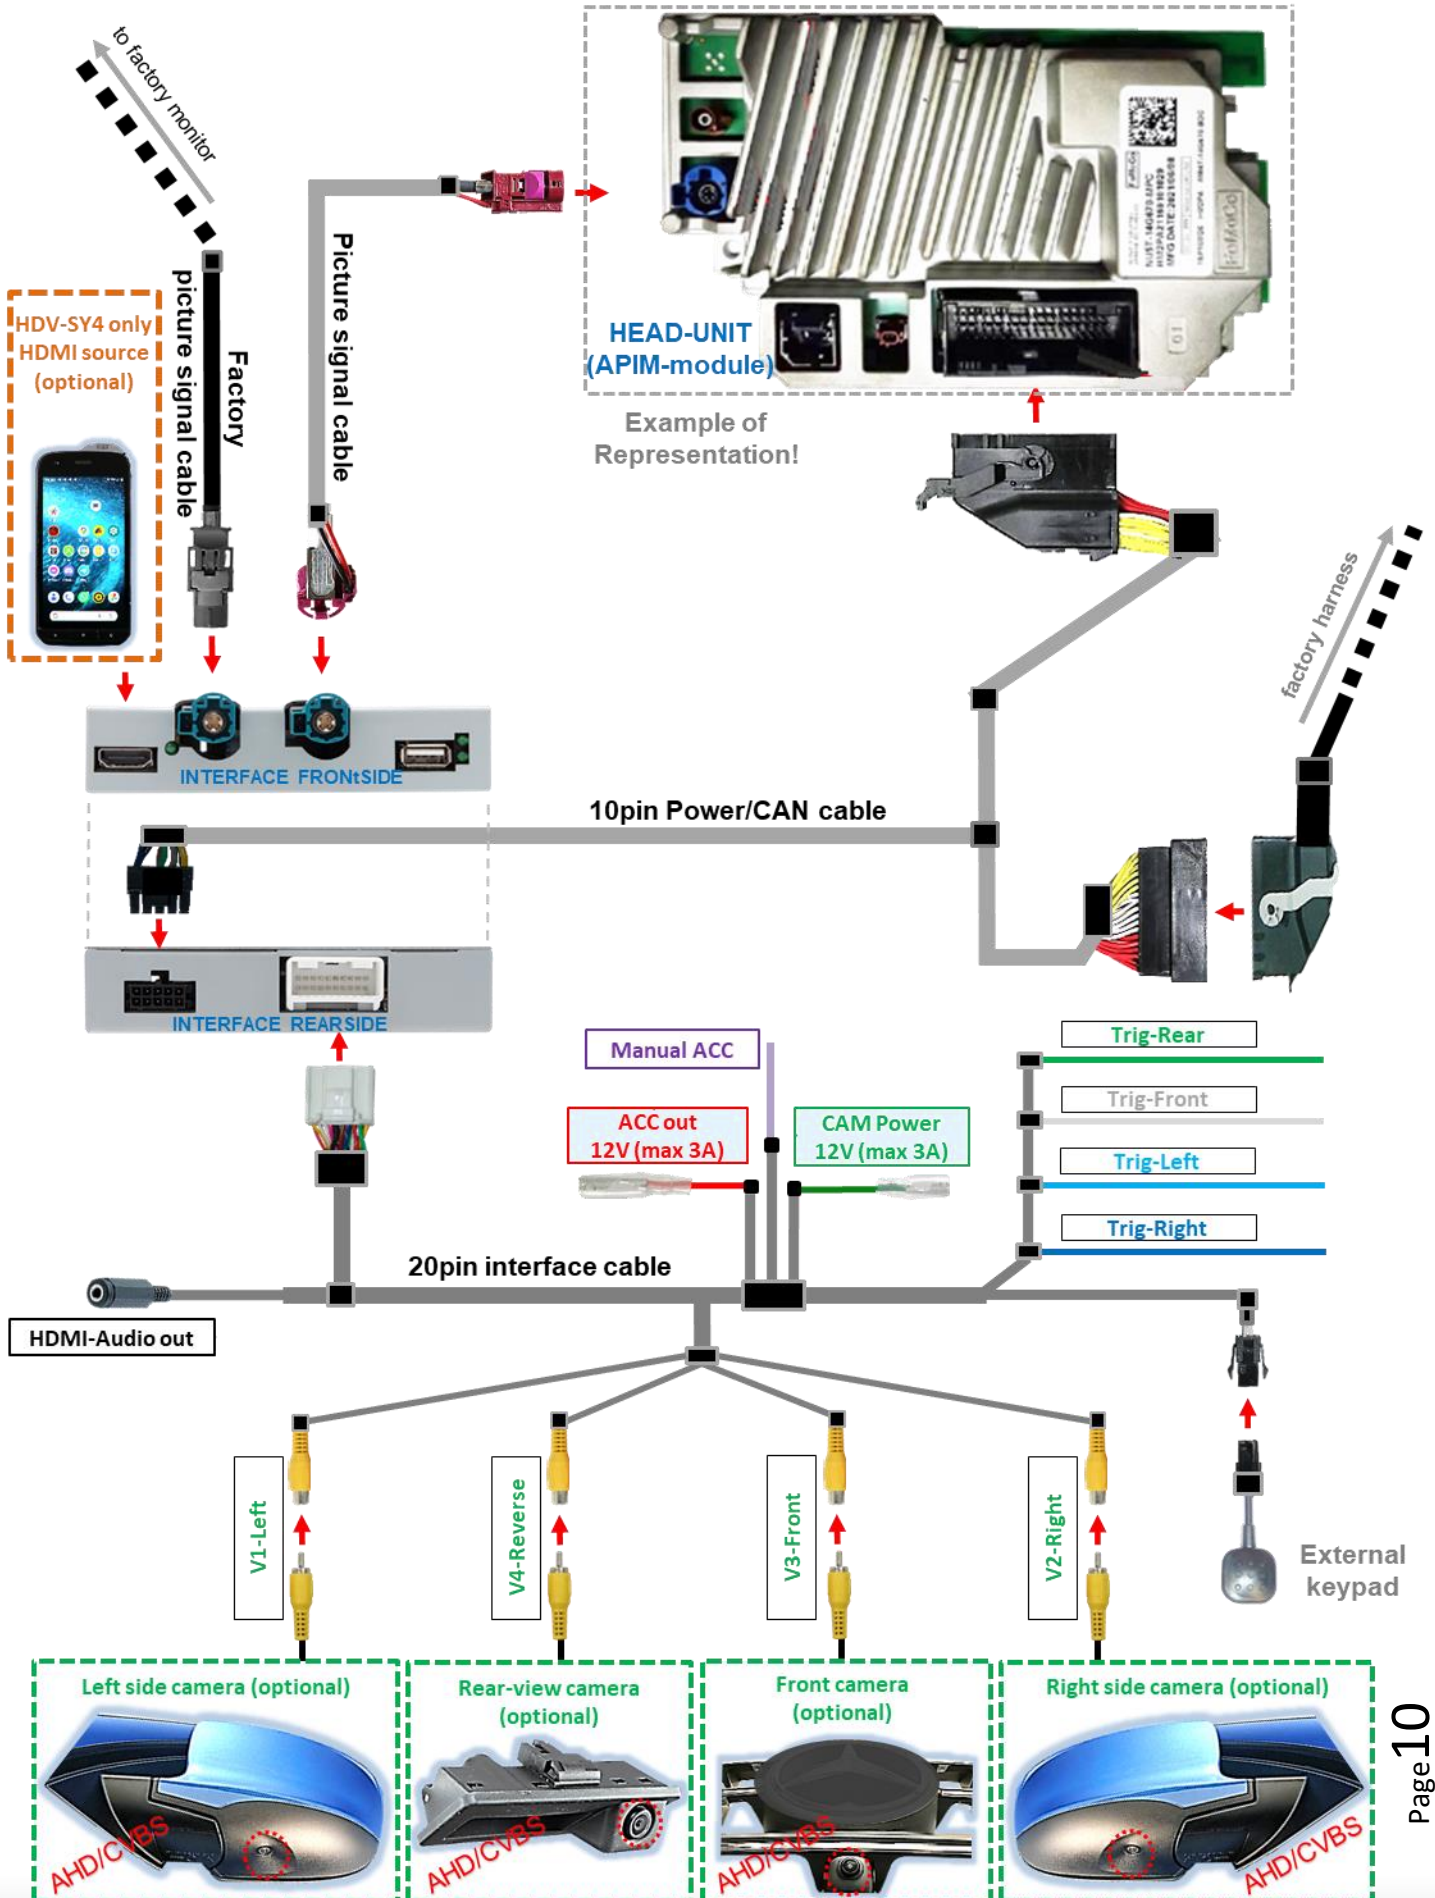 to factory monitor
HDV-SY4 only
HDMI source
(optional)
Factory
picture signal cable
Picture signal cable
HEAD-UNIT
(APIM-module)
Example of
Representation!
FoMoCo
factory harness
INTERFACE FRONtSIDE
10pin Power/CAN cable
INTERFACE REARSIDE
Manual ACC
ACC out
12V (max 3A)
CAM Power
12V (max 3A)
Trig-Rear
Trig-Front
Trig-Left
Trig-Right
20pin interface cable
HDMI-Audio out
V1-Left
V4-Reverse
V3-Front
V2-Right
External
keypad
Left side camera (optional)
Rear-view camera
(optional)
Front camera
(optional)
Right side camera (optional)
AHD/CVBS
AHD/CVBS
AHD/CVBS
AHD/CVBS
Page 10